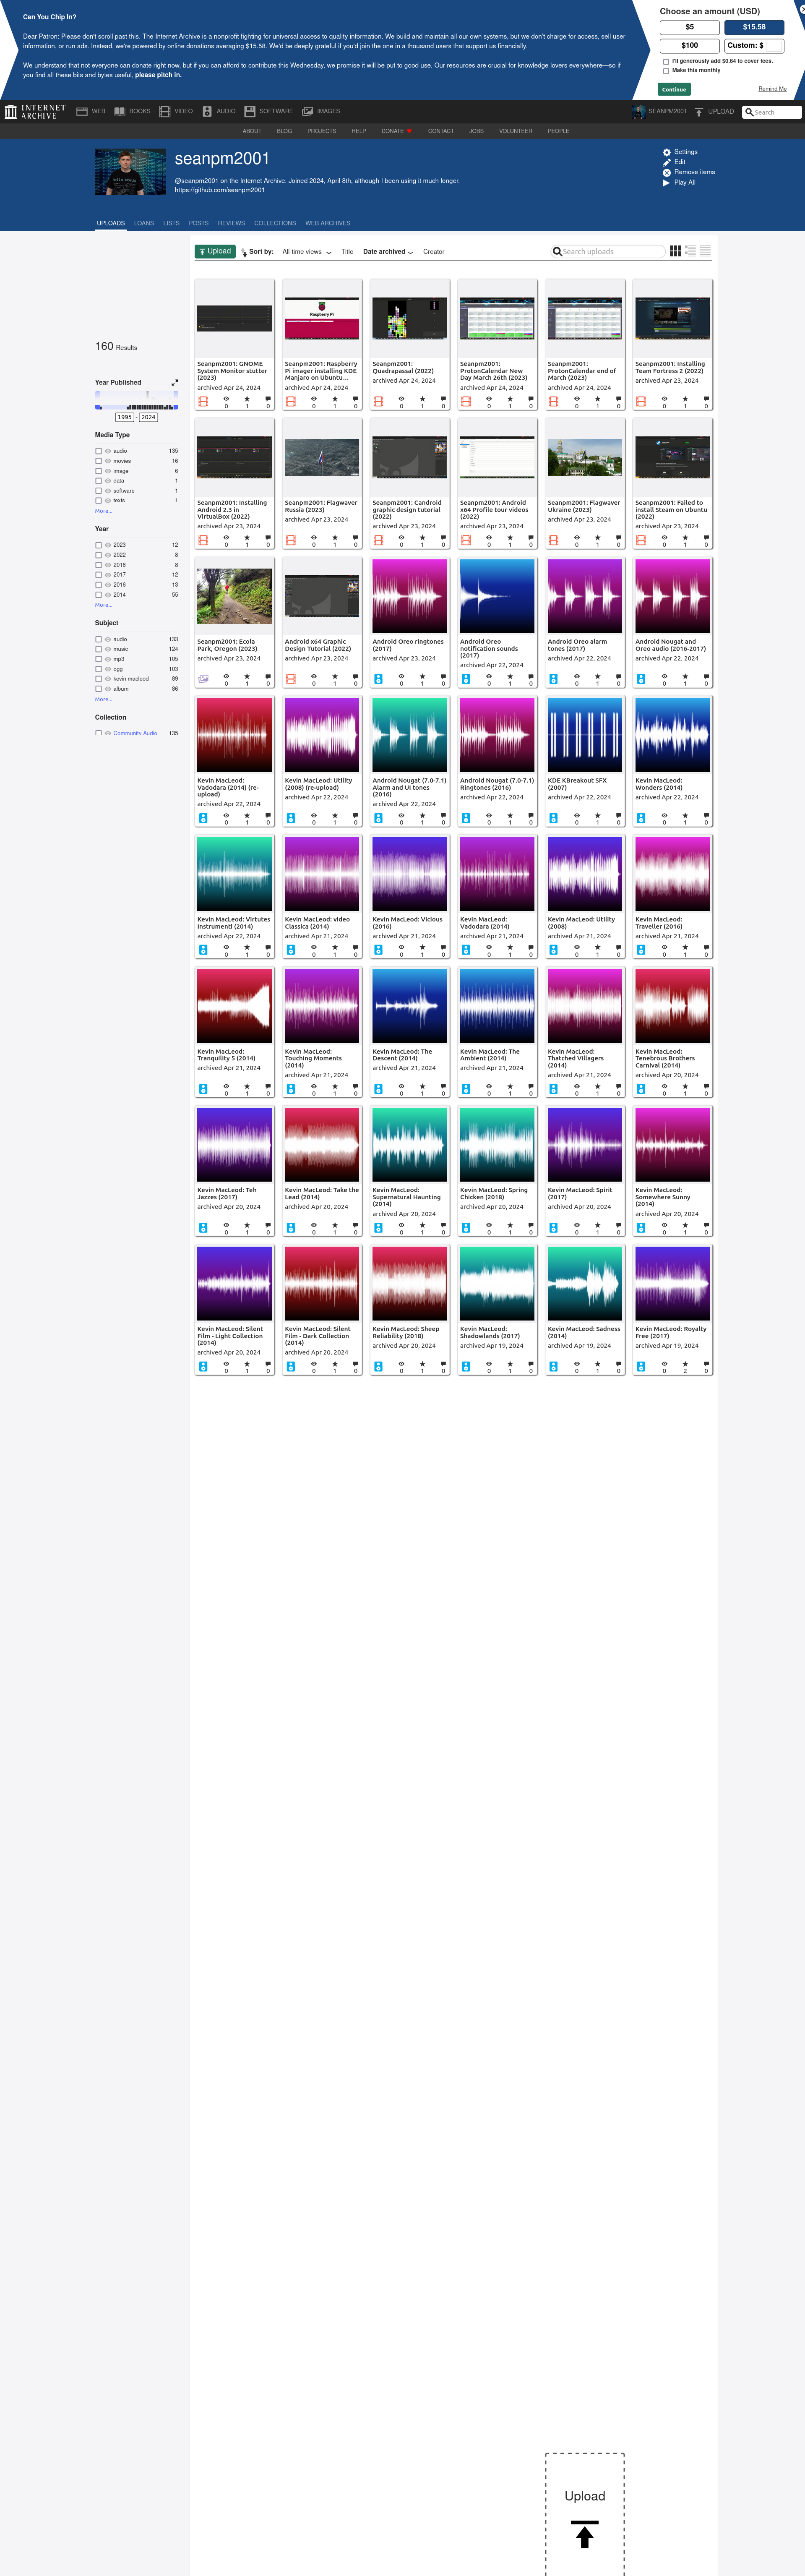 Can You Chip In?
Choose an amount (USD)
Dear Patron: Please don't scroll past this. The Internet Archive is a nonprofit fighting for universal access to quality information. We build and maintain all our own systems, but we don't charge for access, sell user
information, or run ads. Instead, we're powered by online donations averaging $15.58. We'd be deeply grateful if you'd join the one in a thousand users that support us financially.
We understand that not everyone can donate right now, but if you can afford to contribute this Wednesday, we promise it will be put to good use. Our resources are crucial for knowledge lovers everywhere—so if
you find all these bits and bytes useful, please pitch in.
$5 $15.58
$100 Custom: $
I'll generously add $0.64 to cover fees.
Make this monthly
Continue Remind Me
INTERNET ARCHIVE WEB BOOKS VIDEO AUDIO SOFTWARE IMAGES SEANPM2001 UPLOAD Search
ABOUT BLOG PROJECTS HELP DONATE CONTACT JOBS VOLUNTEER PEOPLE
seanpm2001
@seanpm2001 on the Internet Archive. Joined 2024, April 8th, although I been using it much longer.
https://github.com/seanpm2001
Settings
Edit
Remove items
Play All
UPLOADS LOANS LISTS POSTS REVIEWS COLLECTIONS WEB ARCHIVES
Upload Sort by: All-time views Title Date archived Creator Search uploads
160 Results
Year Published
1995 - 2024
Media Type
audio 135
movies 16
image 6
data 1
software 1
texts 1
More...
Year
2023 12
2022 8
2018 8
2017 12
2016 13
2014 55
More...
Subject
audio 133
music 124
mp3 105
ogg 103
kevin macleod 89
album 86
More...
Collection
Community Audio 135
Seanpm2001: GNOME
System Monitor stutter
(2023)
archived Apr 24, 2024
0 1 0
Raspberry Pi
Seanpm2001: Raspberry
Pi imager installing KDE
Manjaro on Ubuntu...
archived Apr 24, 2024
0 1 0
Seanpm2001:
Quadrapassal (2022)
archived Apr 24, 2024
0 1 0
Seanpm2001:
ProtonCalendar New
Day March 26th (2023)
archived Apr 24, 2024
0 1 0
Seanpm2001:
ProtonCalendar end of
March (2023)
archived Apr 24, 2024
0 1 0
Seanpm2001: Installing
Team Fortress 2 (2022)
archived Apr 23, 2024
0 1 0
Seanpm2001: Installing
Android 2.3 in
VirtualBox (2022)
archived Apr 23, 2024
0 1 0
Seanpm2001: Flagwaver
Russia (2023)
archived Apr 23, 2024
0 1 0
Seanpm2001: Candroid
graphic design tutorial
(2022)
archived Apr 23, 2024
0 1 0
Seanpm2001: Android
x64 Profile tour videos
(2022)
archived Apr 23, 2024
0 1 0
Seanpm2001: Flagwaver
Ukraine (2023)
archived Apr 23, 2024
0 1 0
Seanpm2001: Failed to
install Steam on Ubuntu
(2022)
archived Apr 23, 2024
0 1 0
Seanpm2001: Ecola
Park, Oregon (2023)
archived Apr 23, 2024
0 1 0
Android x64 Graphic
Design Tutorial (2022)
archived Apr 23, 2024
0 1 0
Android Oreo ringtones
(2017)
archived Apr 23, 2024
0 1 0
Android Oreo
notification sounds
(2017)
archived Apr 22, 2024
0 1 0
Android Oreo alarm
tones (2017)
archived Apr 22, 2024
0 1 0
Android Nougat and
Oreo audio (2016-2017)
archived Apr 22, 2024
0 1 0
Kevin MacLeod:
Vadodara (2014) (re-
upload)
archived Apr 22, 2024
0 1 0
Kevin MacLeod: Utility
(2008) (re-upload)
archived Apr 22, 2024
0 1 0
Android Nougat (7.0-7.1)
Alarm and UI tones
(2016)
archived Apr 22, 2024
0 1 0
Android Nougat (7.0-7.1)
Ringtones (2016)
archived Apr 22, 2024
0 1 0
KDE KBreakout SFX
(2007)
archived Apr 22, 2024
0 1 0
Kevin MacLeod:
Wonders (2014)
archived Apr 22, 2024
0 1 0
Kevin MacLeod: Virtutes
Instrumenti (2014)
archived Apr 22, 2024
0 1 0
Kevin MacLeod: video
Classica (2014)
archived Apr 21, 2024
0 1 0
Kevin MacLeod: Vicious
(2016)
archived Apr 21, 2024
0 1 0
Kevin MacLeod:
Vadodara (2014)
archived Apr 21, 2024
0 1 0
Kevin MacLeod: Utility
(2008)
archived Apr 21, 2024
0 1 0
Kevin MacLeod:
Traveller (2016)
archived Apr 21, 2024
0 1 0
Kevin MacLeod:
Tranquility 5 (2014)
archived Apr 21, 2024
0 1 0
Kevin MacLeod:
Touching Moments
(2014)
archived Apr 21, 2024
0 1 0
Kevin MacLeod: The
Descent (2014)
archived Apr 21, 2024
0 1 0
Kevin MacLeod: The
Ambient (2014)
archived Apr 21, 2024
0 1 0
Kevin MacLeod:
Thatched Villagers
(2014)
archived Apr 21, 2024
0 1 0
Kevin MacLeod:
Tenebrous Brothers
Carnival (2014)
archived Apr 20, 2024
0 1 0
Kevin MacLeod: Teh
Jazzes (2017)
archived Apr 20, 2024
0 1 0
Kevin MacLeod: Take the
Lead (2014)
archived Apr 20, 2024
0 1 0
Kevin MacLeod:
Supernatural Haunting
(2014)
archived Apr 20, 2024
0 1 0
Kevin MacLeod: Spring
Chicken (2018)
archived Apr 20, 2024
0 1 0
Kevin MacLeod: Spirit
(2017)
archived Apr 20, 2024
0 1 0
Kevin MacLeod:
Somewhere Sunny
(2014)
archived Apr 20, 2024
0 1 0
Kevin MacLeod: Silent
Film - Light Collection
(2014)
archived Apr 20, 2024
0 1 0
Kevin MacLeod: Silent
Film - Dark Collection
(2014)
archived Apr 20, 2024
0 1 0
Kevin MacLeod: Sheep
Reliability (2018)
archived Apr 20, 2024
0 1 0
Kevin MacLeod:
Shadowlands (2017)
archived Apr 19, 2024
0 1 0
Kevin MacLeod: Sadness
(2014)
archived Apr 19, 2024
0 1 0
Kevin MacLeod: Royalty
Free (2017)
archived Apr 19, 2024
0 2 0
Upload